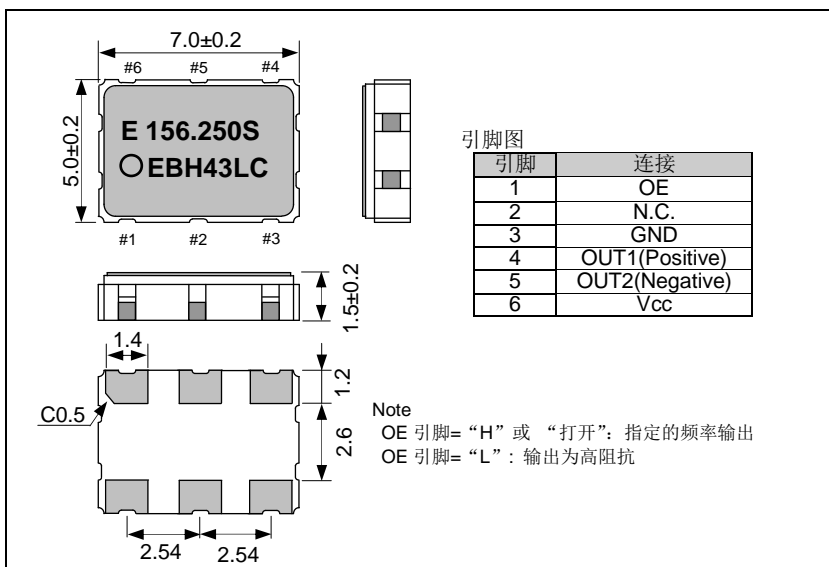 7.0±0.2
#6 #5 #4
5.0±0.2
E 156.250S
EBH43LC
#1 #2 #3
引脚图
引脚 连接
1 OE
2 N.C.
3 GND
4 OUT1(Positive)
5 OUT2(Negative)
6 Vcc
1.5±0.2
1.4
1.2
C0.5
2.6
2.54 2.54
Note
OE 引脚= “H” 或 “打开”: 指定的频率输出
OE 引脚= “L” : 输出为高阻抗